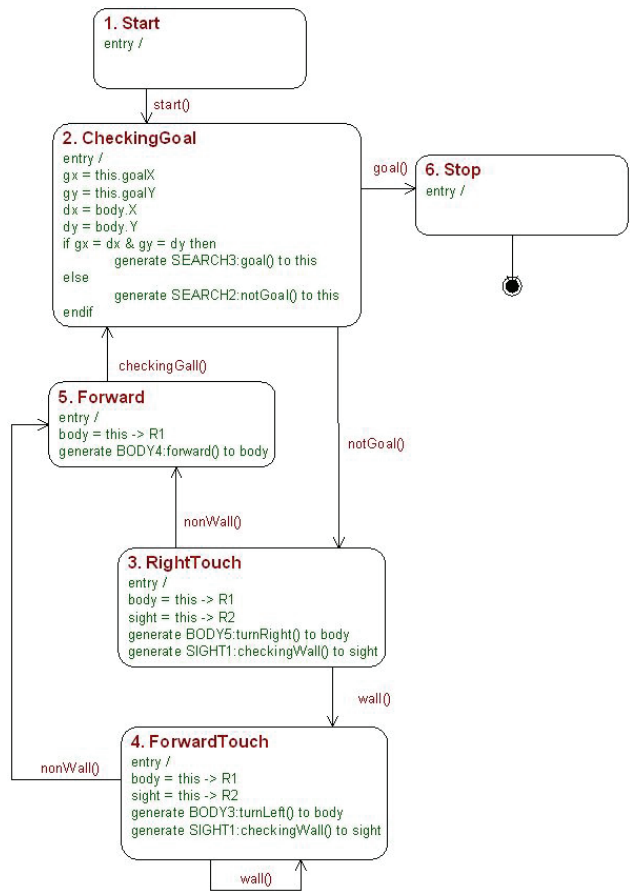 1. Start
entry /
start()
2. CheckingGoal
entry /
gx = this.goalX
gy = this.goalY
dx = body.X
dy = body.Y
if gx = dx & gy = dy then
generate SEARCH3:goal() to this
else
generate SEARCH2:notGoal() to this
endif
goal()
6. Stop
entry /
checkingGall()
5. Forward
entry /
body = this -> R1
generate BODY4:forward() to body
notGoal()
nonWall()
3. RightTouch
entry /
body = this -> R1
sight = this -> R2
generate BODY5:turnRight() to body
generate SIGHT1:checkingWall() to sight
wall()
4. ForwardTouch
entry /
body = this -> R1
sight = this -> R2
generate BODY3:turnLeft() to body
generate SIGHT1:checkingWall() to sight
nonWall()
wall()